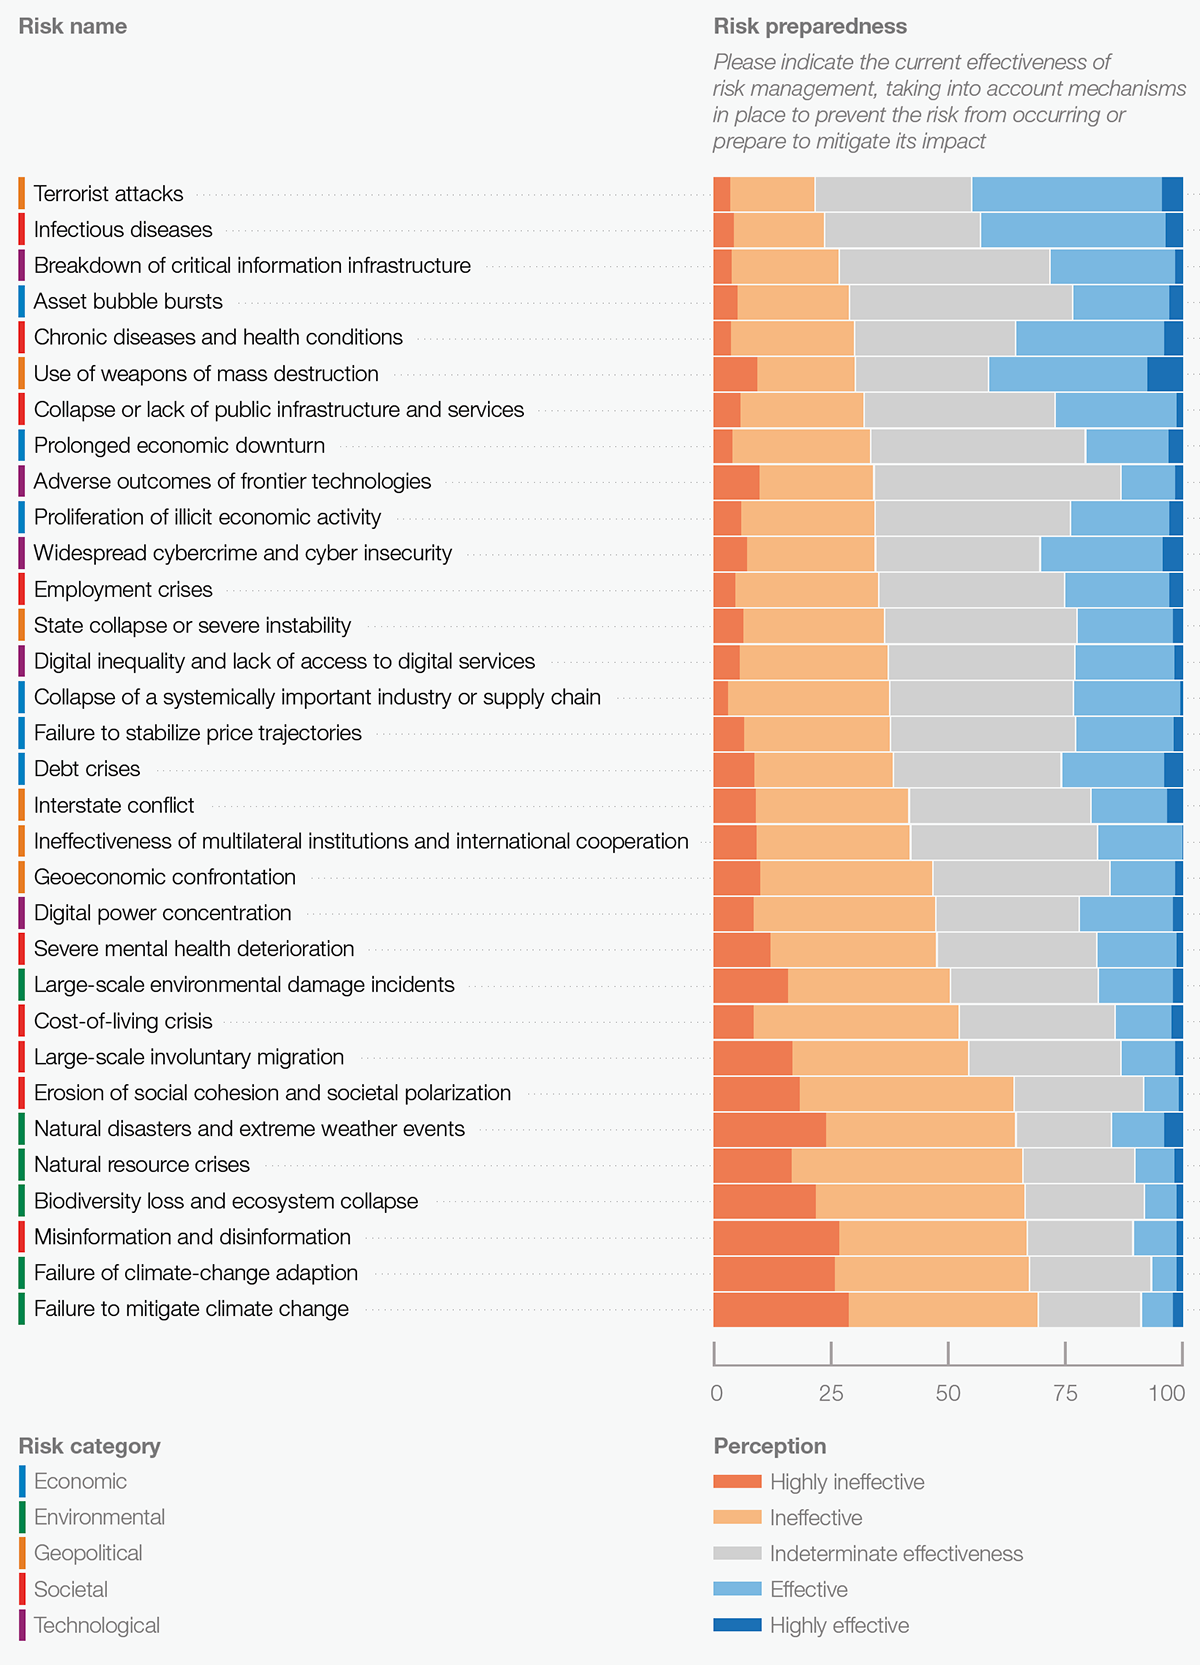 Risk name
Risk preparedness
Please indicate the current effectiveness of
risk management, taking into account mechanisms
in place to prevent the risk from occurring or
prepare to mitigate its impact
Terrorist attacks
Infectious diseases
Breakdown of critical information infrastructure
Asset bubble bursts
Chronic diseases and health conditions
Use of weapons of mass destruction
Collapse or lack of public infrastructure and services
Prolonged economic downturn
Adverse outcomes of frontier technologies
Proliferation of illicit economic activity
Widespread cybercrime and cyber insecurity
Employment crises
State collapse or severe instability
Digital inequality and lack of access to digital services
Collapse of a systemically important industry or supply chain
Failure to stabilize price trajectories
Debt crises
Interstate conflict
Ineffectiveness of multilateral institutions and international cooperation
Geoeconomic confrontation
Digital power concentration
Severe mental health deterioration
Large-scale environmental damage incidents
Cost-of-living crisis
Large-scale involuntary migration
Erosion of social cohesion and societal polarization
Natural disasters and extreme weather events
Natural resource crises
Biodiversity loss and ecosystem collapse
Misinformation and disinformation
Failure of climate-change adaption
Failure to mitigate climate change
0 25 50 75 100
Risk category
Economic
Environmental
Geopolitical
Societal
Technological
Perception
Highly ineffective
Ineffective
Indeterminate effectiveness
Effective
Highly effective